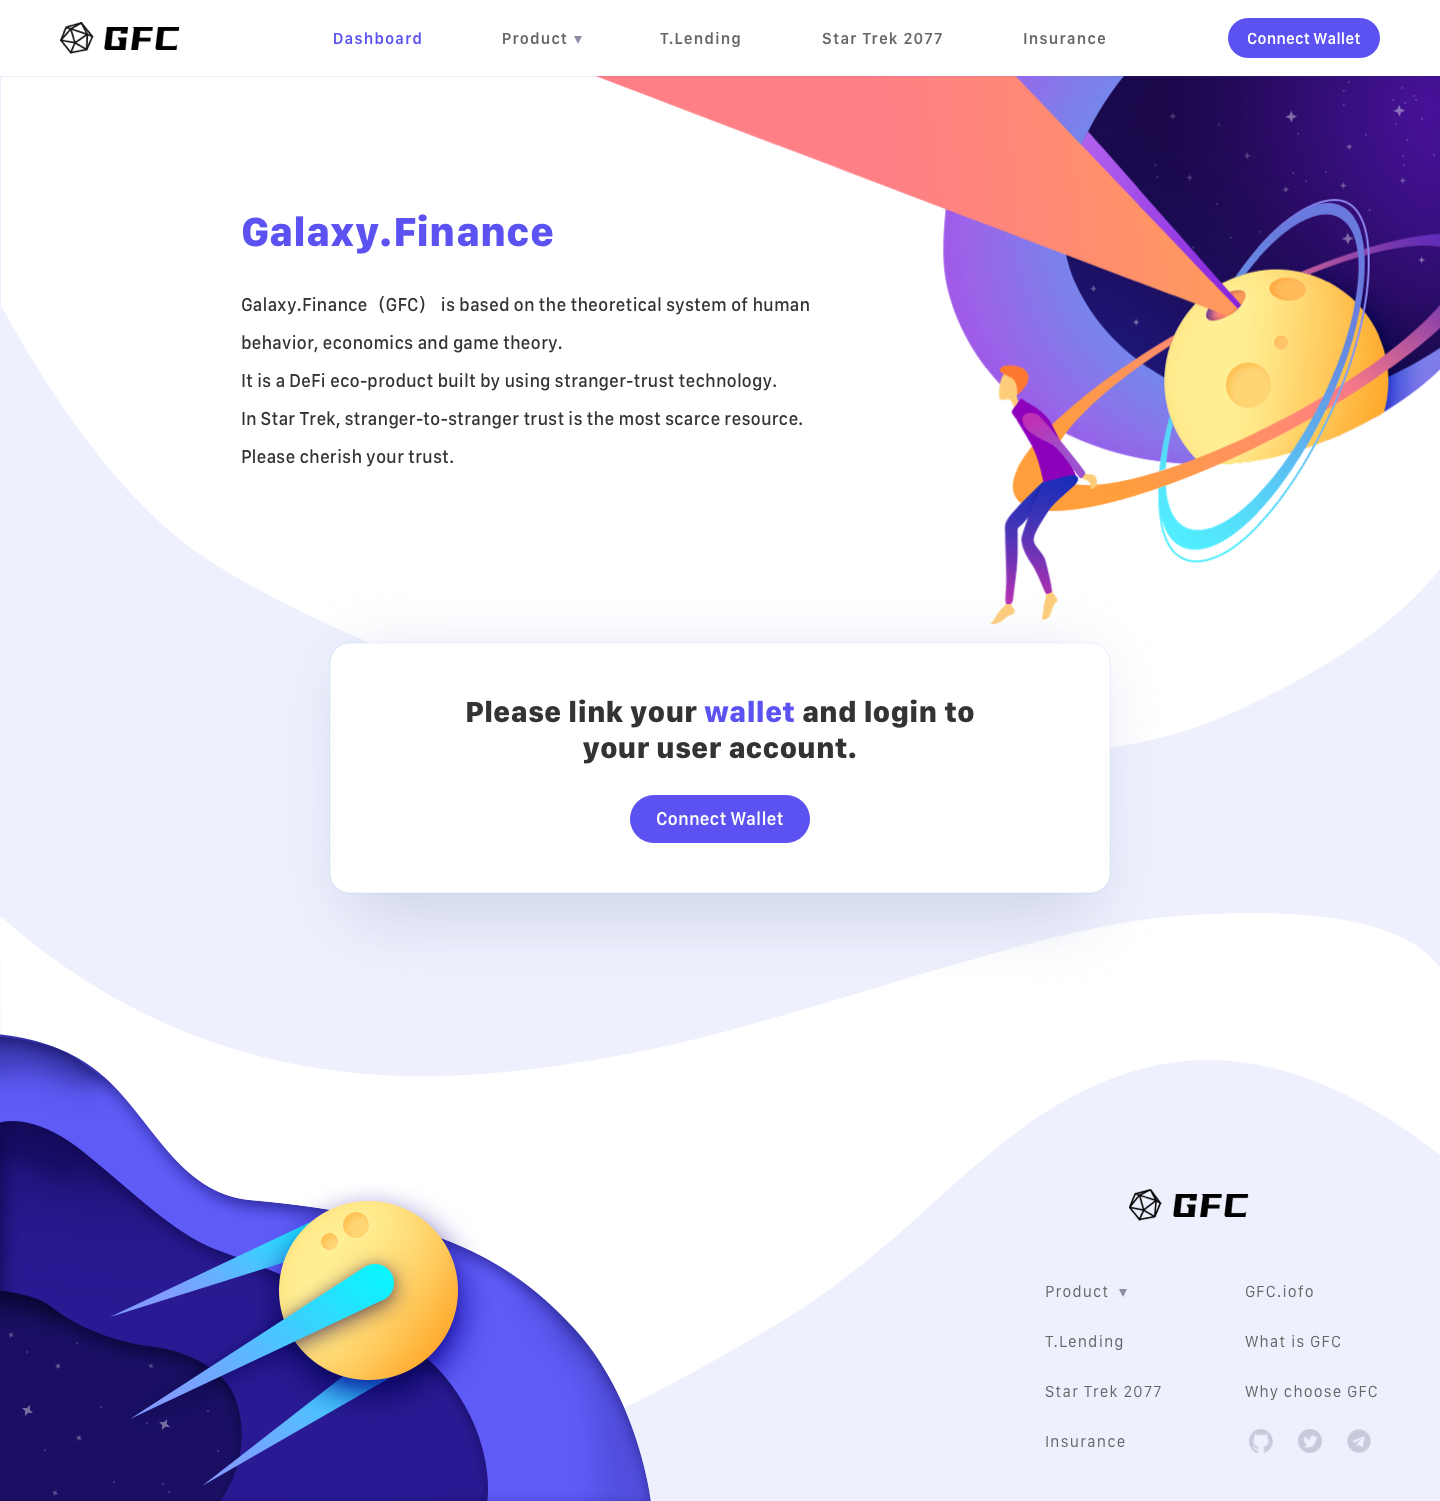 GFC
Dashboard
Product ▾
T.Lending
Star Trek 2077
Insurance
Connect Wallet
Galaxy.Finance
Galaxy.Finance（GFC） is based on the theoretical system of human
behavior, economics and game theory.
It is a DeFi eco-product built by using stranger-trust technology.
In Star Trek, stranger-to-stranger trust is the most scarce resource.
Please cherish your trust.
Please link your wallet and login to
your user account.
Connect Wallet
GFC
Product ▾
GFC.iofo
T.Lending
What is GFC
Star Trek 2077
Why choose GFC
Insurance